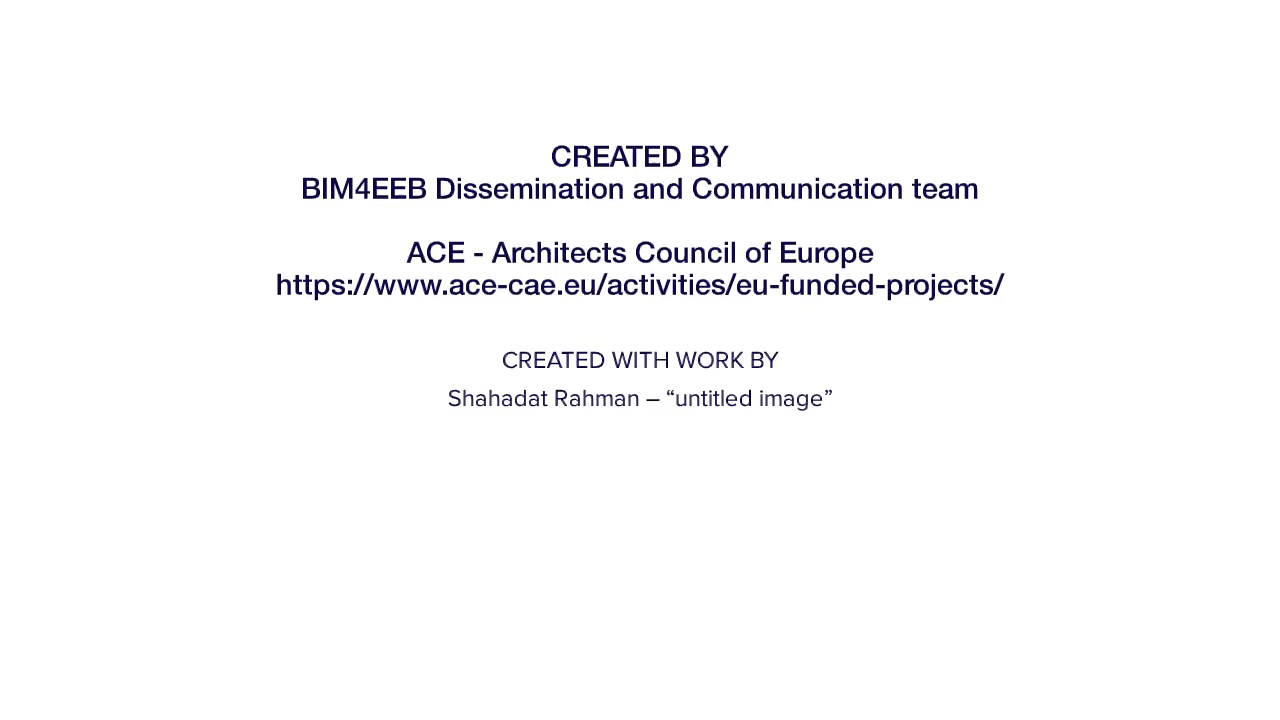 CREATED BY
BIM4EEB Dissemination and Communication team
ACE - Architects Council of Europe
https://www.ace-cae.eu/activities/eu-funded-projects/
CREATED WITH WORK BY
Shahadat Rahman – “untitled image”